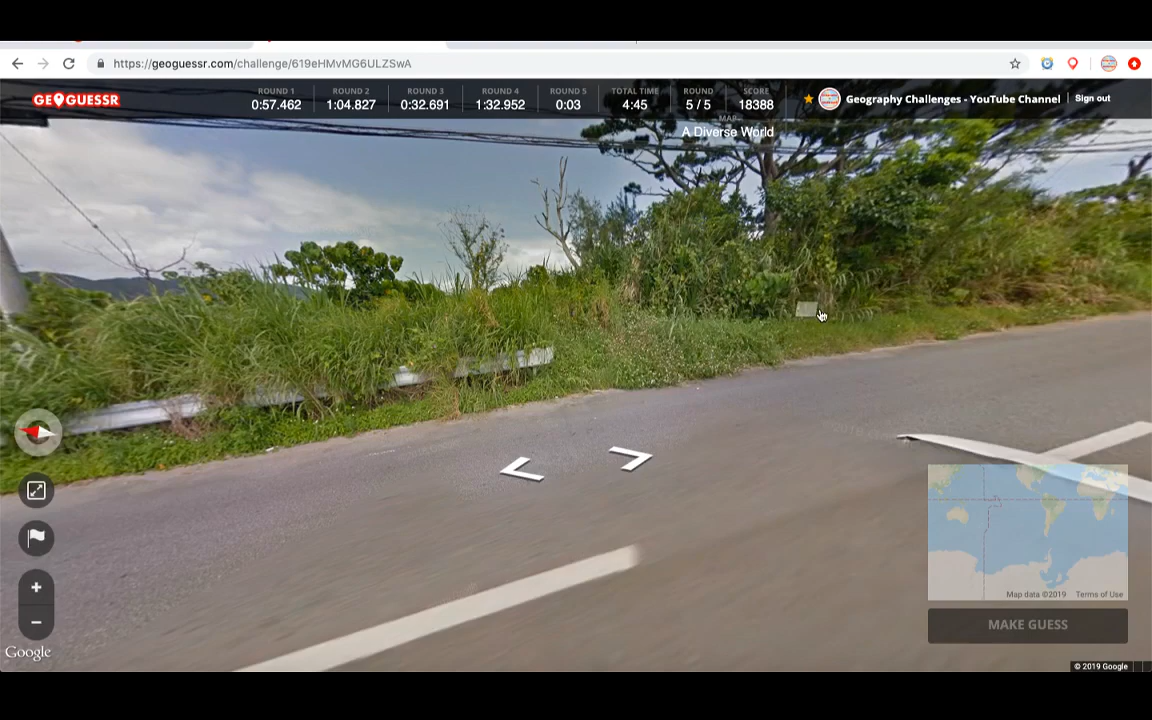 https://geoguessr.com/challenge/619eHMvMG6ULZSwA
GEOGUESSR
ROUND 1 ROUND 2 ROUND 3 ROUND 4 ROUND 5 TOTAL TIME ROUND SCORE
0:57.462 1:04.827 0:32.691 1:32.952 0:03 4:45 5 / 5 18388
Geography Challenges - YouTube Channel Sign out
MAP
A Diverse World
Map data ©2019 Terms of Use
MAKE GUESS
Google
© 2019 Google